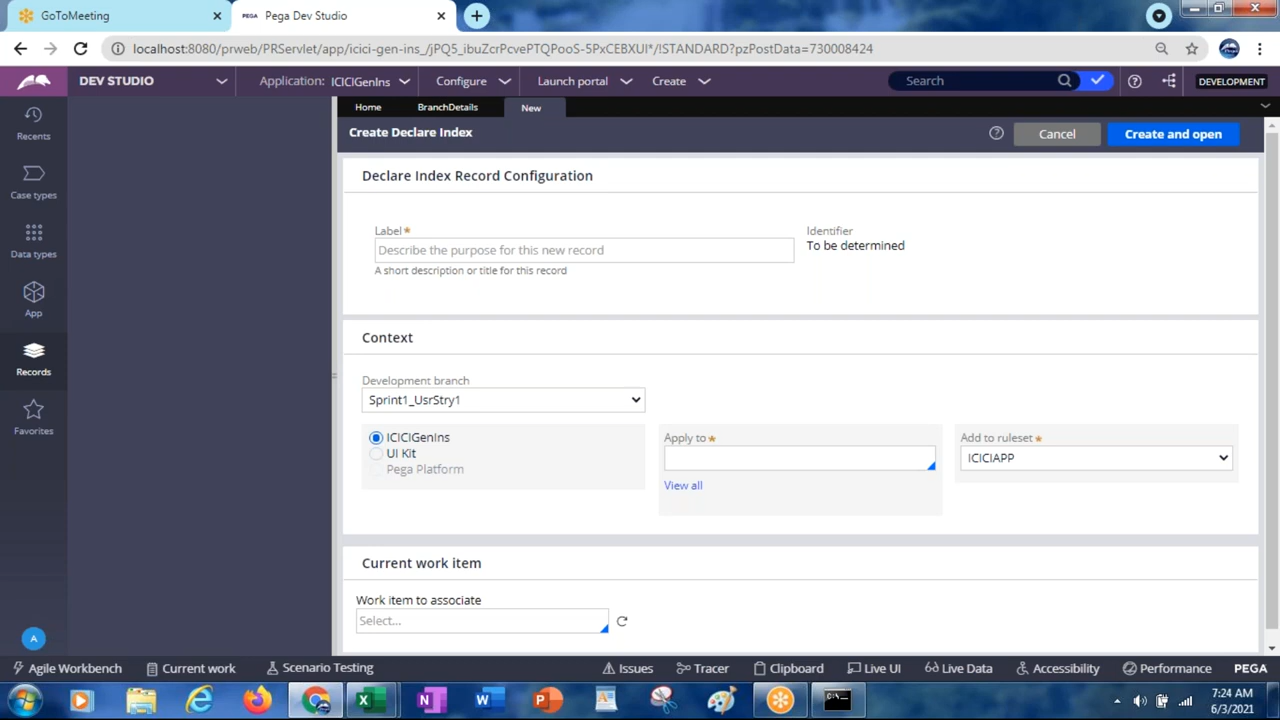 GoToMeeting
PEGA Pega Dev Studio
localhost:8080/prweb/PRServlet/app/icici-gen-ins_/jPQ5_ibuZcrPcvePTQPooS-5PxCEBXUI*/!STANDARD?pzPostData=730008424
DEV STUDIO
Application: ICICIGenIns
Configure
Launch portal
Create
Search
DEVELOPMENT
Home
BranchDetails
New
Recents
Case types
Data types
App
Records
Favorites
A
Create Declare Index
Cancel
Create and open
Declare Index Record Configuration
Label*
Identifier
Describe the purpose for this new record
To be determined
A short description or title for this record
Context
Development branch
Sprint1_UsrStry1
ICICIGenIns
UI Kit
Pega Platform
Apply to *
View all
Add to ruleset *
ICICIAPP
Current work item
Work item to associate
Select...
Agile Workbench
Current work
Scenario Testing
Issues
Tracer
Clipboard
Live UI
Live Data
Accessibility
Performance
PEGA
7:24 AM
6/3/2021